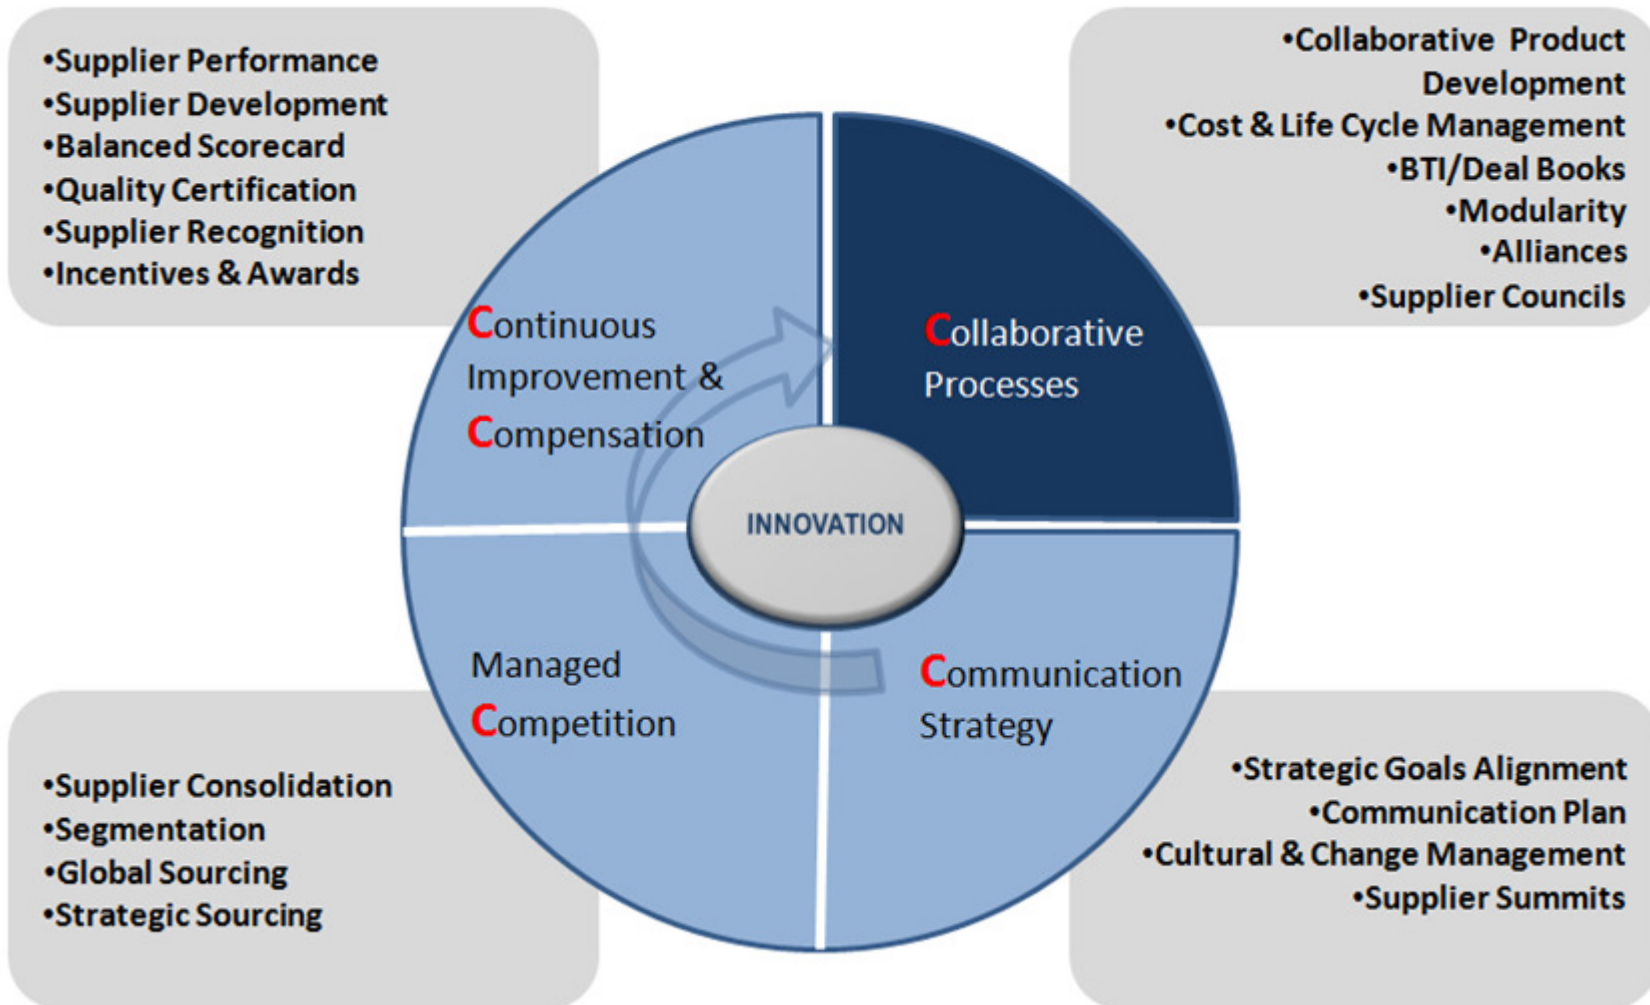 •Supplier Performance
•Supplier Development
•Balanced Scorecard
•Quality Certification
•Supplier Recognition
•Incentives & Awards
•Collaborative Product
Development
•Cost & Life Cycle Management
•BTI/Deal Books
•Modularity
•Alliances
•Supplier Councils
Continuous
Improvement &
Compensation
Collaborative
Processes
INNOVATION
Managed
Competition
Communication
Strategy
•Supplier Consolidation
•Segmentation
•Global Sourcing
•Strategic Sourcing
•Strategic Goals Alignment
•Communication Plan
•Cultural & Change Management
•Supplier Summits